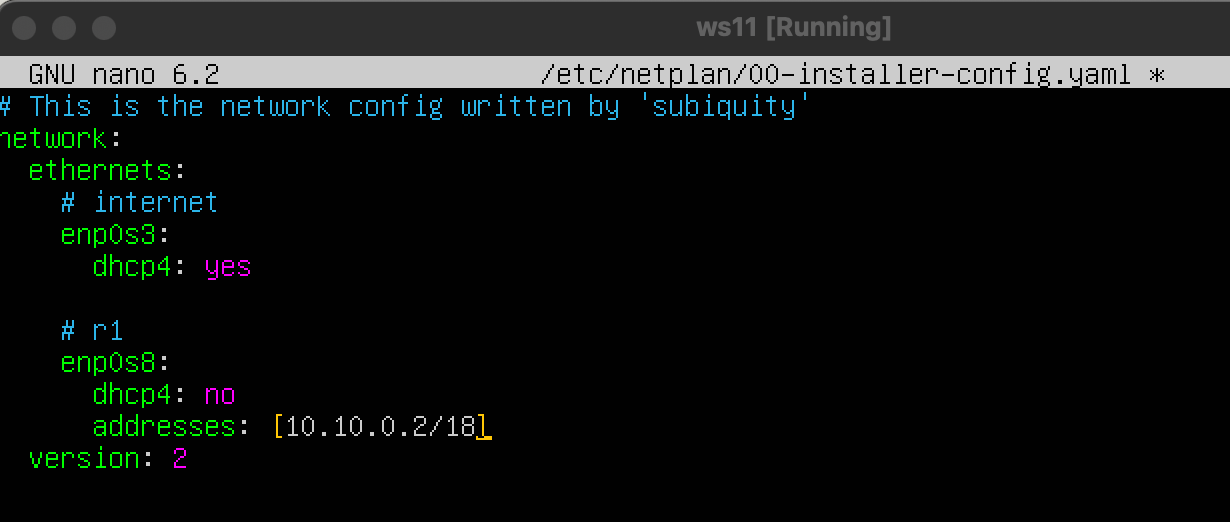 ws11 [Running]
GNU nano 6.2 /etc/netplan/00-installer-config.yaml *
# This is the network config written by 'subiquity'
network:
  ethernets:
    # internet
    enp0s3:
      dhcp4: yes

    # r1
    enp0s8:
      dhcp4: no
      addresses: [10.10.0.2/18]
  version: 2